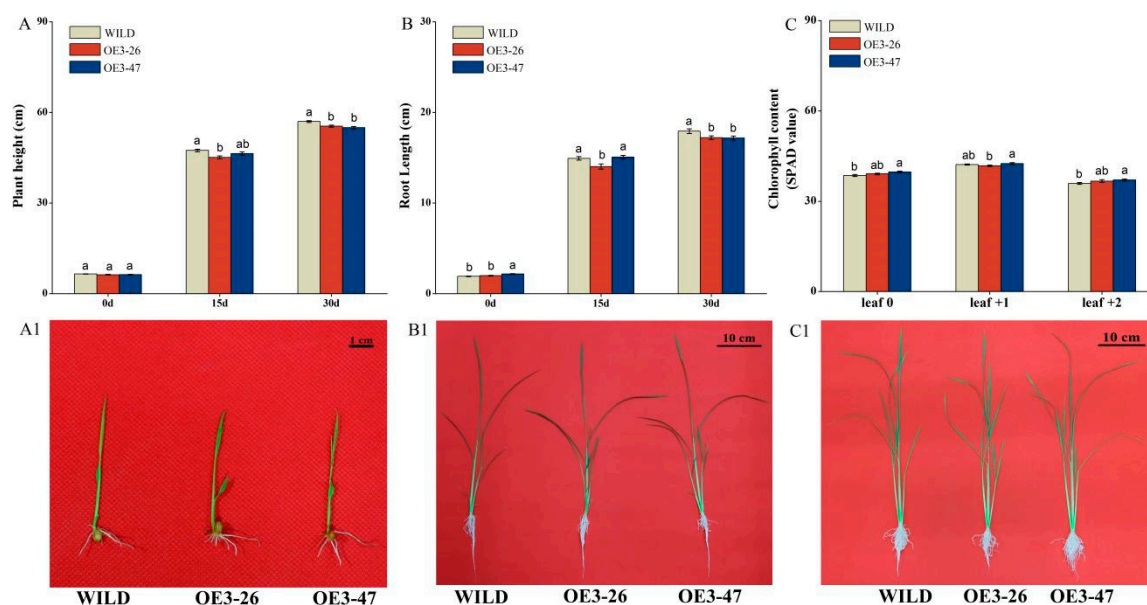 A
90
60
30
0
Plant height (cm)
WILD
OE3-26
OE3-47
a a a
a b ab
a b b
0d 15d 30d
B
30
20
10
0
Root Length (cm)
WILD
OE3-26
OE3-47
b b a
a b a
a b b
0d 15d 30d
C
90
60
30
0
Chlorophyll content
(SPAD value)
WILD
OE3-26
OE3-47
b ab a
ab b a
b ab a
leaf 0 leaf +1 leaf +2
A1
1 cm
WILD OE3-26 OE3-47
B1
10 cm
WILD OE3-26 OE3-47
C1
10 cm
WILD OE3-26 OE3-47